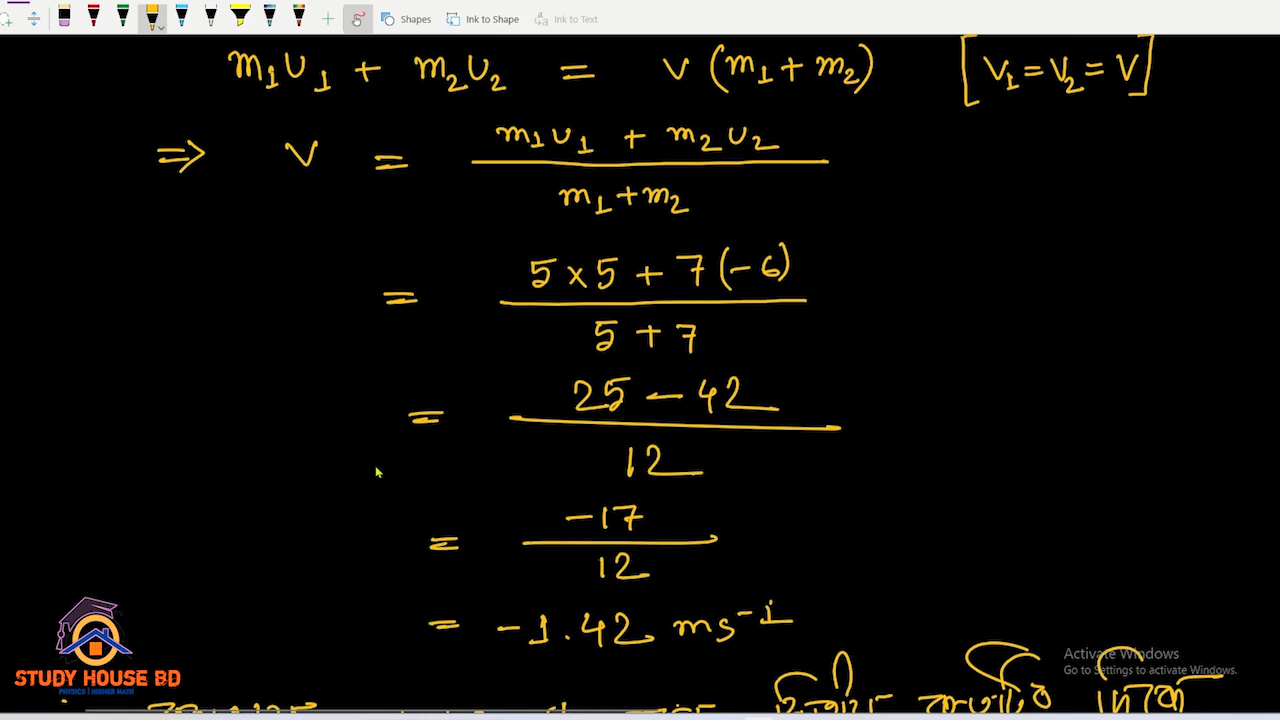 Shapes Ink to Shape Ink to Text
m₁u₁ + m₂u₂ = v (m₁ + m₂) [v₁ = v₂ = v]
⇒ v = (m₁u₁ + m₂u₂) / (m₁ + m₂)
= (5 × 5 + 7(-6)) / (5 + 7)
= (25 - 42) / 12
= -17 / 12
= -1.42 ms⁻¹
Activate Windows
Go to Settings to activate Windows.
STUDY HOUSE BD
PHYSICS | HIGHER MATH